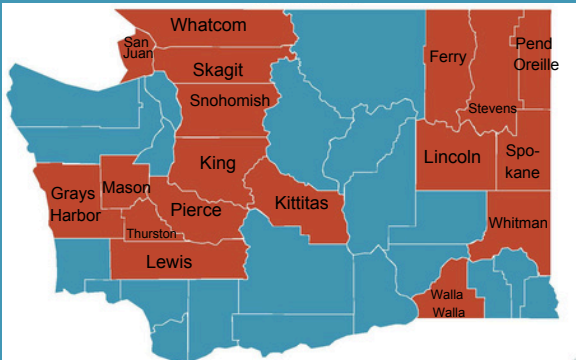 Whatcom
San
Juan
Skagit
Snohomish
King
Pierce
Mason
Grays
Harbor
Thurston
Lewis
Kittitas
Ferry
Pend
Oreille
Stevens
Lincoln
Spo-
kane
Whitman
Walla
Walla